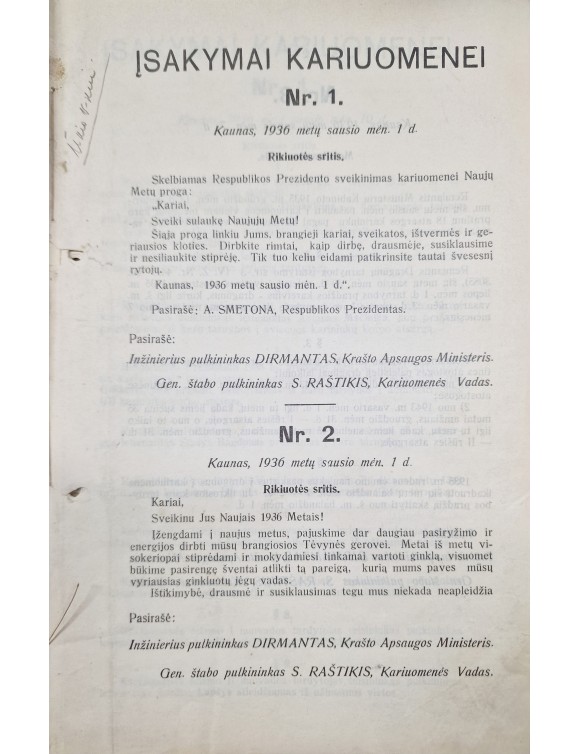 ĮSAKYMAI KARIUOMENEI
Nr. 1.
Kaunas, 1936 metų sausio mėn. 1 d.
Rikiuotės sritis.
Skelbiamas Respublikos Prezidento sveikinimas kariuomenei Naujų
Metų proga:
„Kariai,
Sveiki sulaukę Naujųjų Metų!
Šiąja proga linkiu Jums, brangieji kariai, sveikatos, ištvermės ir ge-
riausios kloties. Dirbkite rimtai, kaip dirbę, drausmėje, susiklausime
ir nesiliaukite stiprėję. Tik tuo keliu eidami patikrinsite tautai švesesnį
rytojų.
Kaunas, 1936 metų sausio mėn. 1 d.“.
Pasirašė: A. SMETONA, Respublikos Prezidentas.
Pasirašė:
Inžinierius pulkininkas DIRMANTAS, Krašto Apsaugos Ministeris.
Gen. štabo pulkininkas S. RAŠTIKIS, Kariuomenės Vadas.
Nr. 2.
Kaunas, 1936 metų sausio mėn. 1 d.
Rikiuotės sritis.
Kariai,
Sveikinu Jus Naujais 1936 Metais!
Įžengdami į naujus metus, pajuskime dar daugiau pasiryžimo ir
energijos dirbti mūsų brangiosios Tėvynės gerovei. Metai iš metų vi-
sokeriopai stiprėdami ir mokydamiesi tinkamai vartoti ginklą, visuomet
būkime pasirengę šventai atlikti tą pareigą, kurią mums paves mūsų
vyriausias ginkluotų jėgų vadas.
Ištikimybė, drausmė ir susiklausimas tegu mus niekada neapleidžia
Pasirašė:
Inžinierius pulkininkas DIRMANTAS, Krašto Apsaugos Ministeris.
Gen. štabo pulkininkas S. RAŠTIKIS, Kariuomenės Vadas.